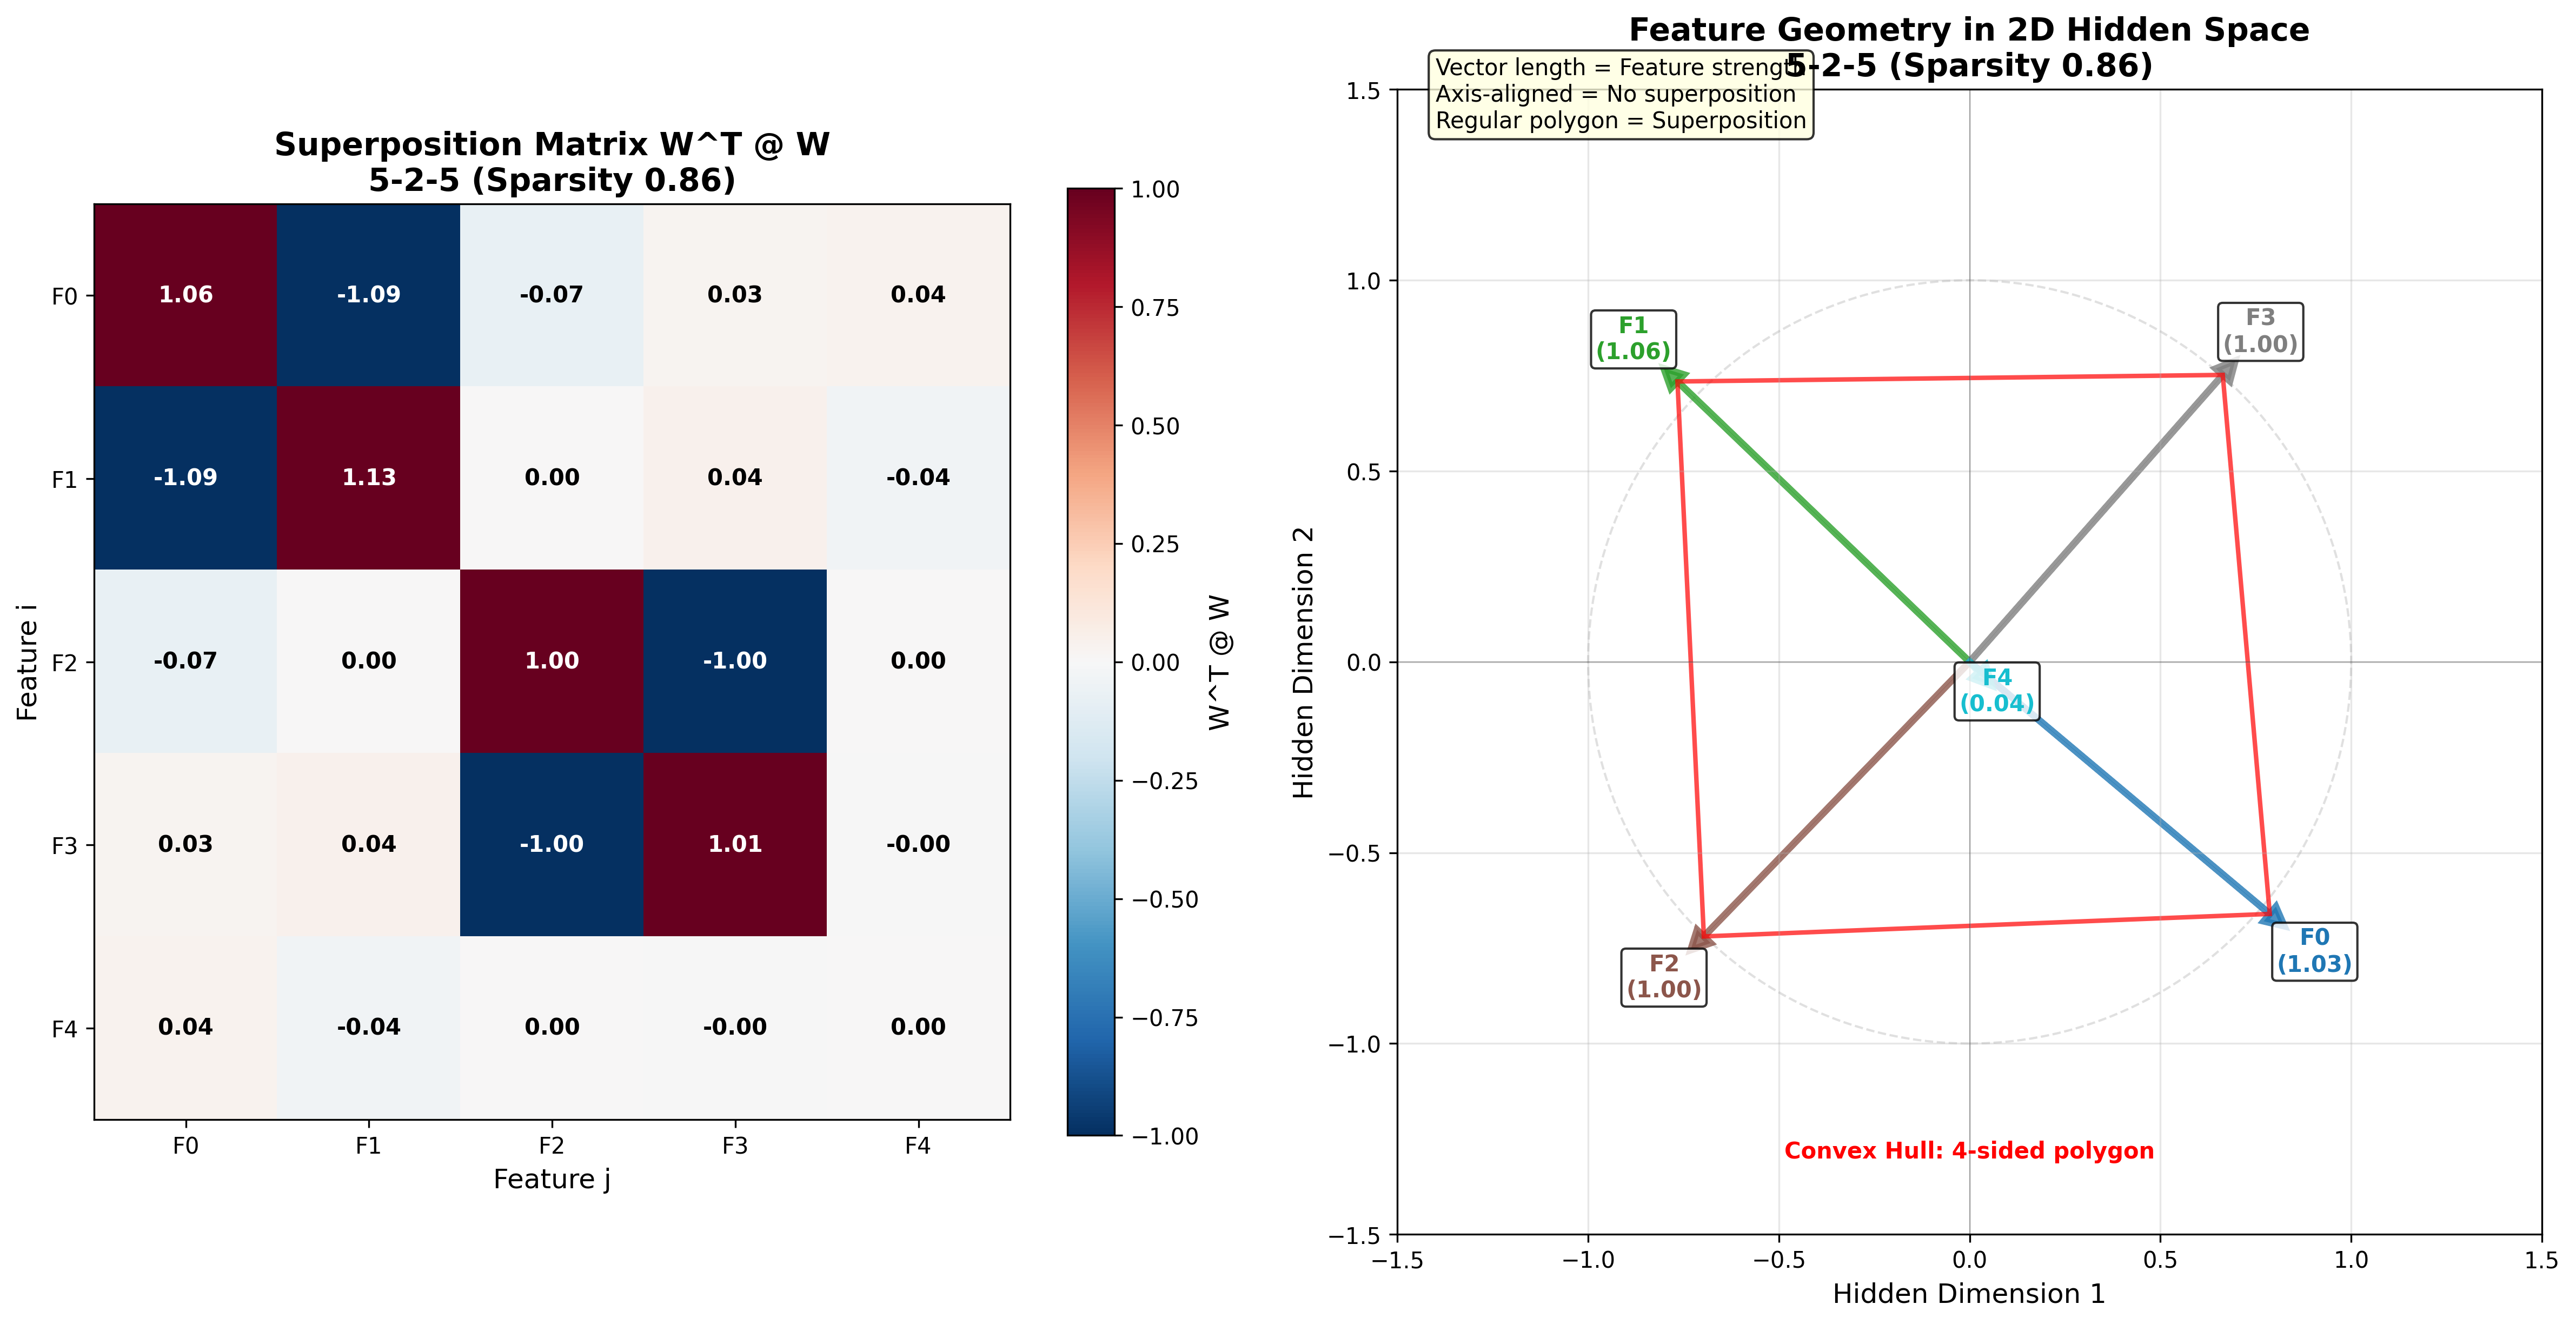 Superposition Matrix W^T @ W
5-2-5 (Sparsity 0.86)
F0
F1
F2
F3
F4
Feature i
1.06 -1.09 -0.07 0.03 0.04
-1.09 1.13 0.00 0.04 -0.04
-0.07 0.00 1.00 -1.00 0.00
0.03 0.04 -1.00 1.01 -0.00
0.04 -0.04 0.00 -0.00 0.00
F0 F1 F2 F3 F4
Feature j
1.00
0.75
0.50
0.25
0.00
−0.25
−0.50
−0.75
−1.00
W^T @ W
Feature Geometry in 2D Hidden Space
5-2-5 (Sparsity 0.86)
Vector length = Feature strength
Axis-aligned = No superposition
Regular polygon = Superposition
1.5
1.0
0.5
0.0
−0.5
−1.0
−1.5
Hidden Dimension 2
F1
(1.06)
F3
(1.00)
F4
(0.04)
F2
(1.00)
F0
(1.03)
Convex Hull: 4-sided polygon
−1.5 −1.0 −0.5 0.0 0.5 1.0 1.5
Hidden Dimension 1